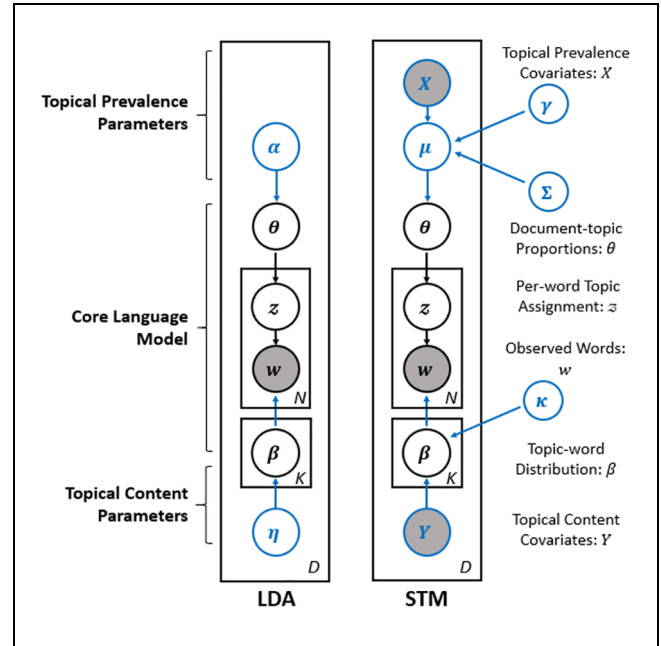 Topical Prevalence
Parameters
Core Language
Model
Topical Content
Parameters
α
θ
z
w
N
β
K
η
D
LDA
X
μ
θ
z
w
N
β
K
Y
D
STM
Topical Prevalence
Covariates: X
γ
Σ
Document-topic
Proportions: θ
Per-word Topic
Assignment: z
Observed Words:
w
κ
Topic-word
Distribution: β
Topical Content
Covariates: Y